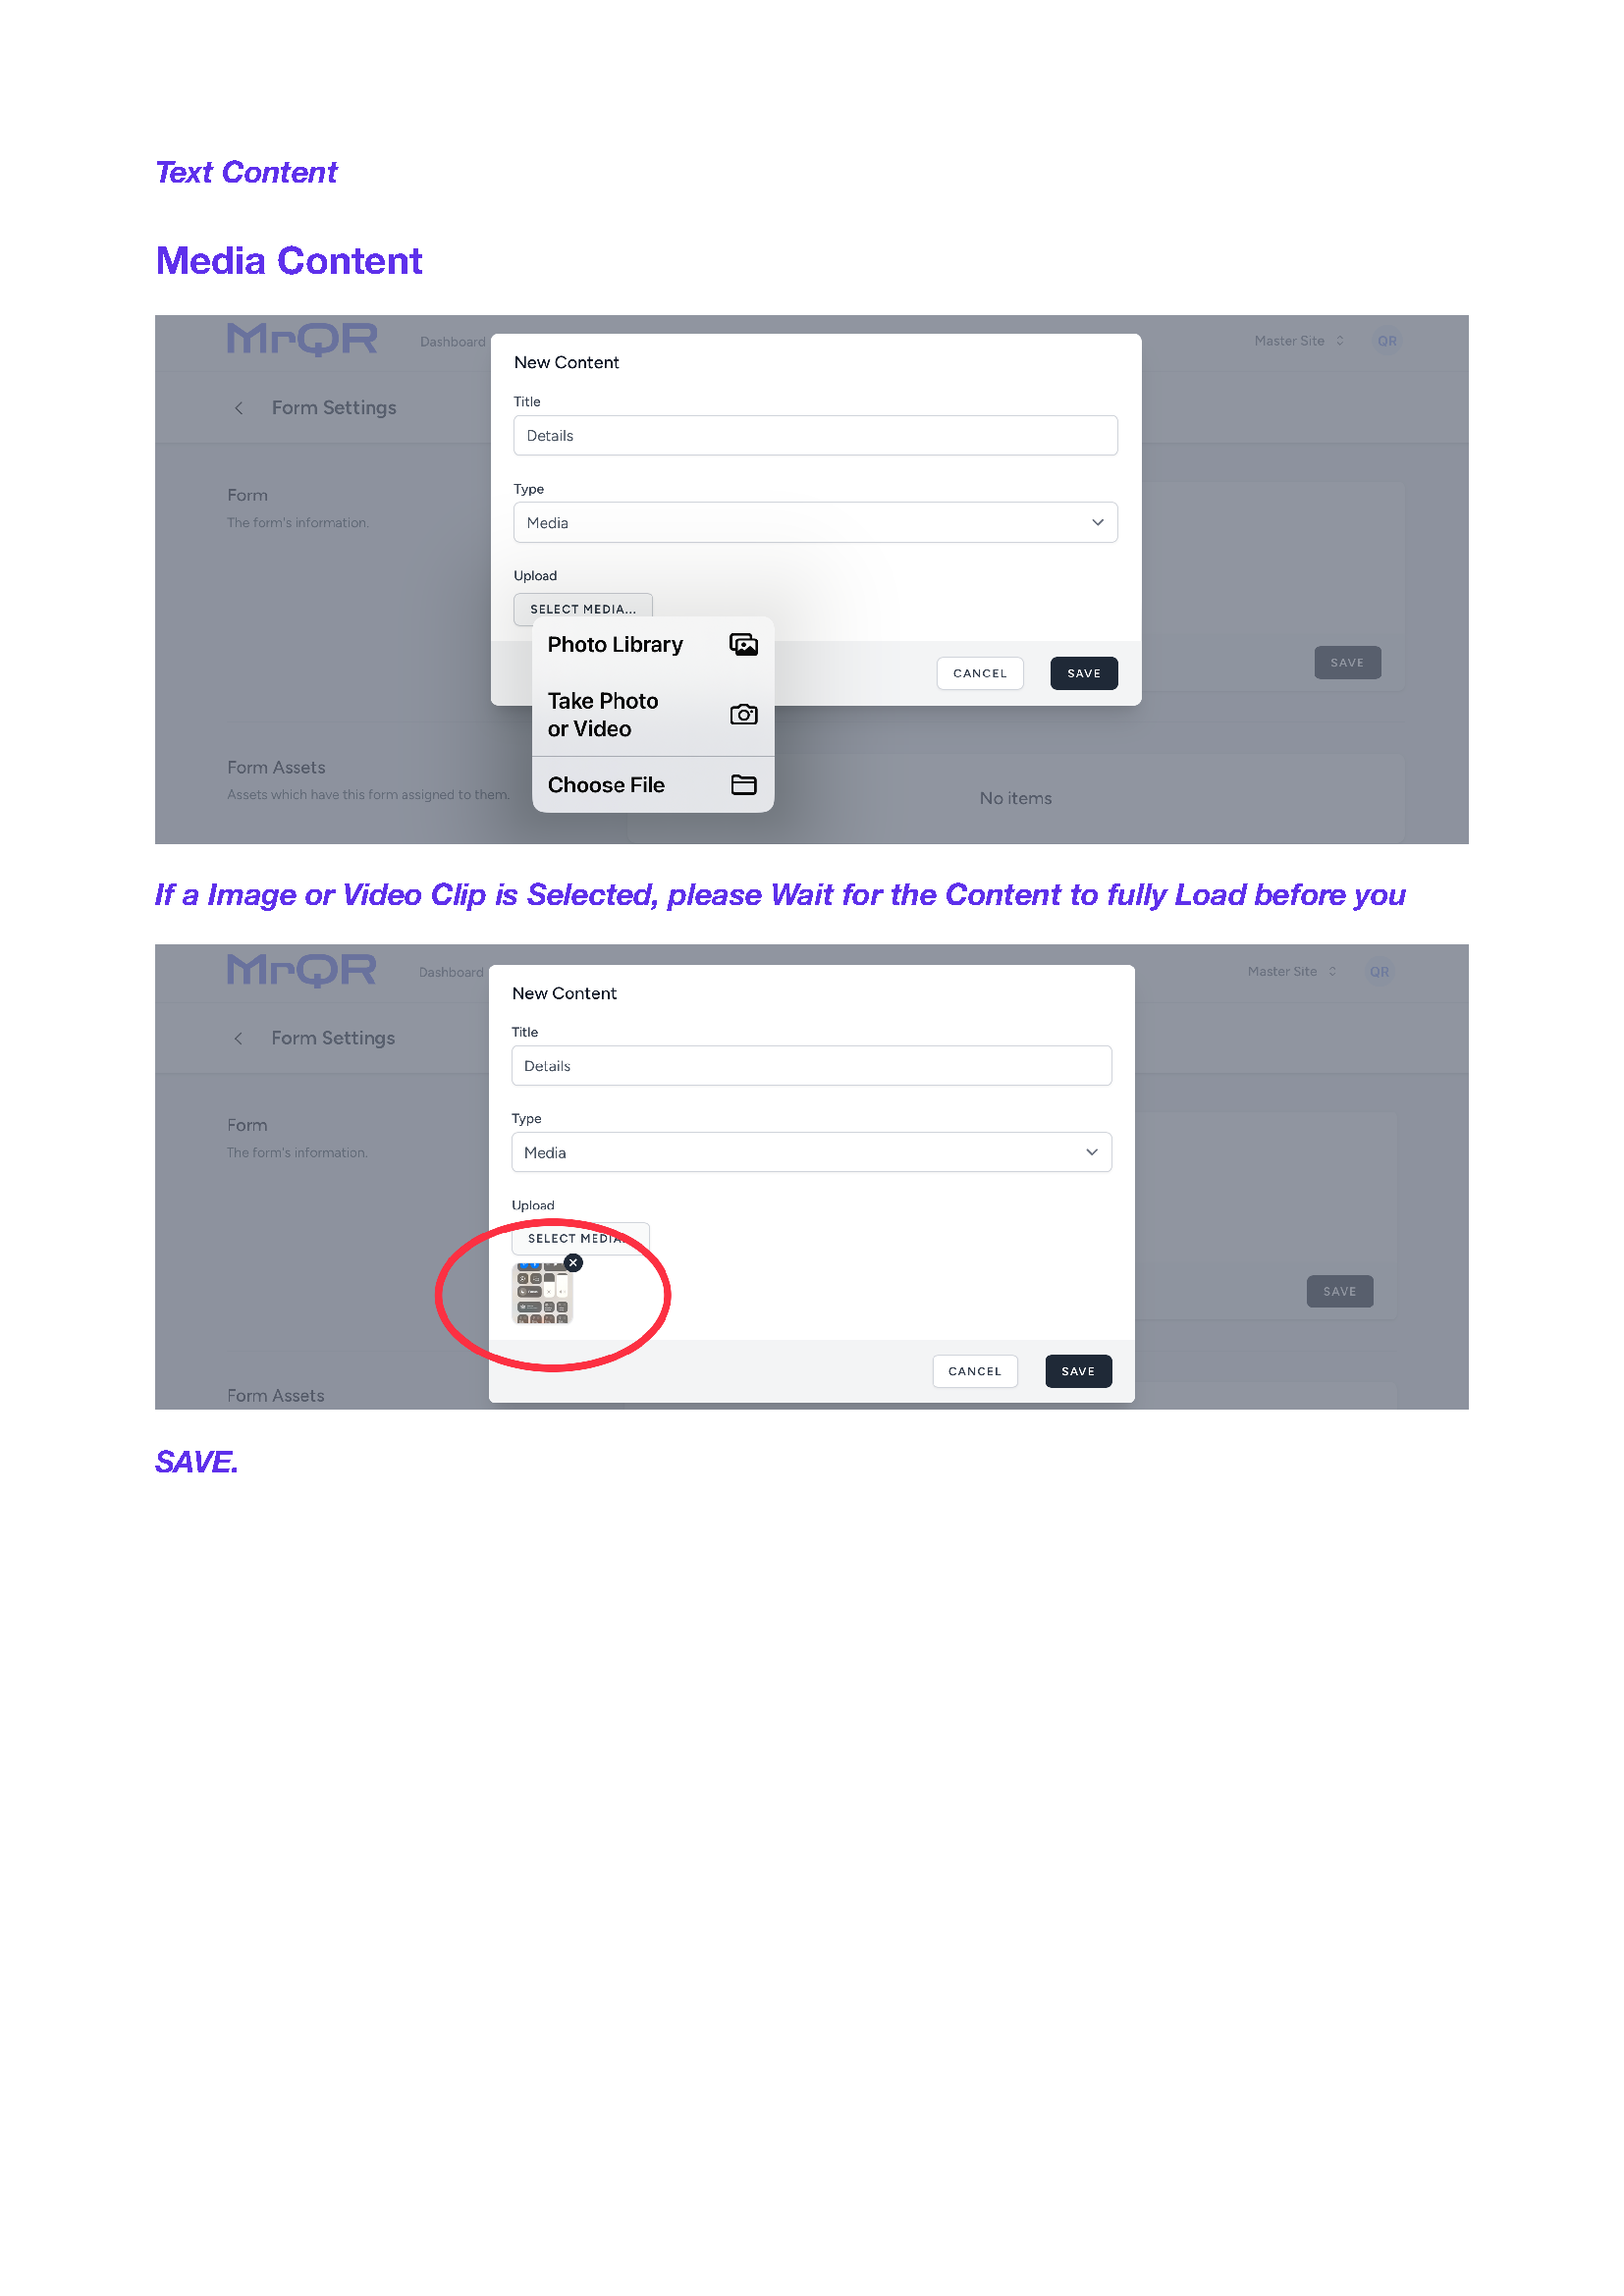 Text Content
Media Content
MrQR
Dashboard
Master Site
QR
New Content
Form Settings
Title
Details
Form
The form's information.
Type
Media
Upload
SELECT MEDIA...
Photo Library
Take Photo
or Video
Choose File
CANCEL
SAVE
SAVE
Form Assets
Assets which have this form assigned to them.
No items
If a Image or Video Clip is Selected, please Wait for the Content to fully Load before you
MrQR
Dashboard
Master Site
QR
New Content
Form Settings
Title
Details
Form
The form's information.
Type
Media
Upload
SELECT MEDIA...
CANCEL
SAVE
SAVE
Form Assets
SAVE.